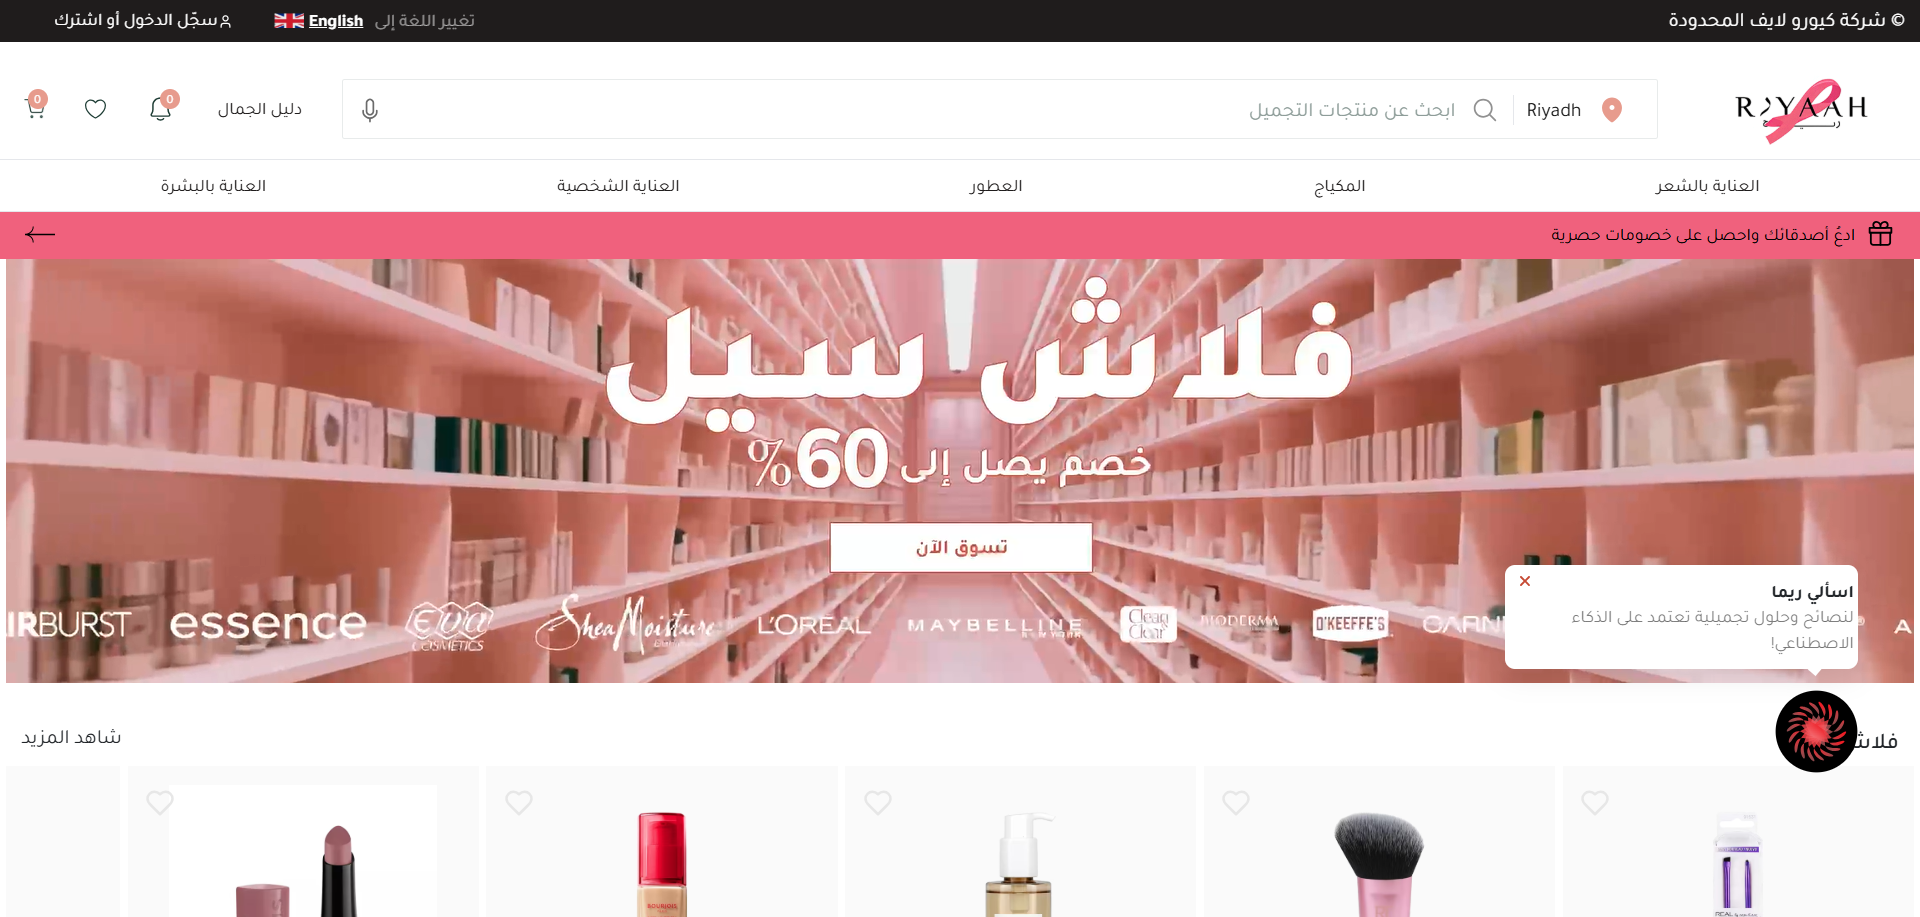 © شركة كيورو لايف المحدودة
تغيير اللغة إلى English
سجّل الدخول أو اشترك
RIYAAH
Riyadh
ابحث عن منتجات التجميل
دليل الجمال
0
0
العناية بالشعر
المكياج
العطور
العناية الشخصية
العناية بالبشرة
ادعُ أصدقائك واحصل على خصومات حصرية
فلاش سيل
خصم يصل إلى 60%
تسوق الآن
IRBURST
essence
Eva COSMETICS
SheaMoisture
L'ORÉAL
MAYBELLINE
NEW YORK
Clean & Clear
BIODERMA
O'KEEFFE'S
اسألي ريما
لنصائح وحلول تجميلية تعتمد على الذكاء
الاصطناعي!
شاهد المزيد
BOURJOIS
REAL